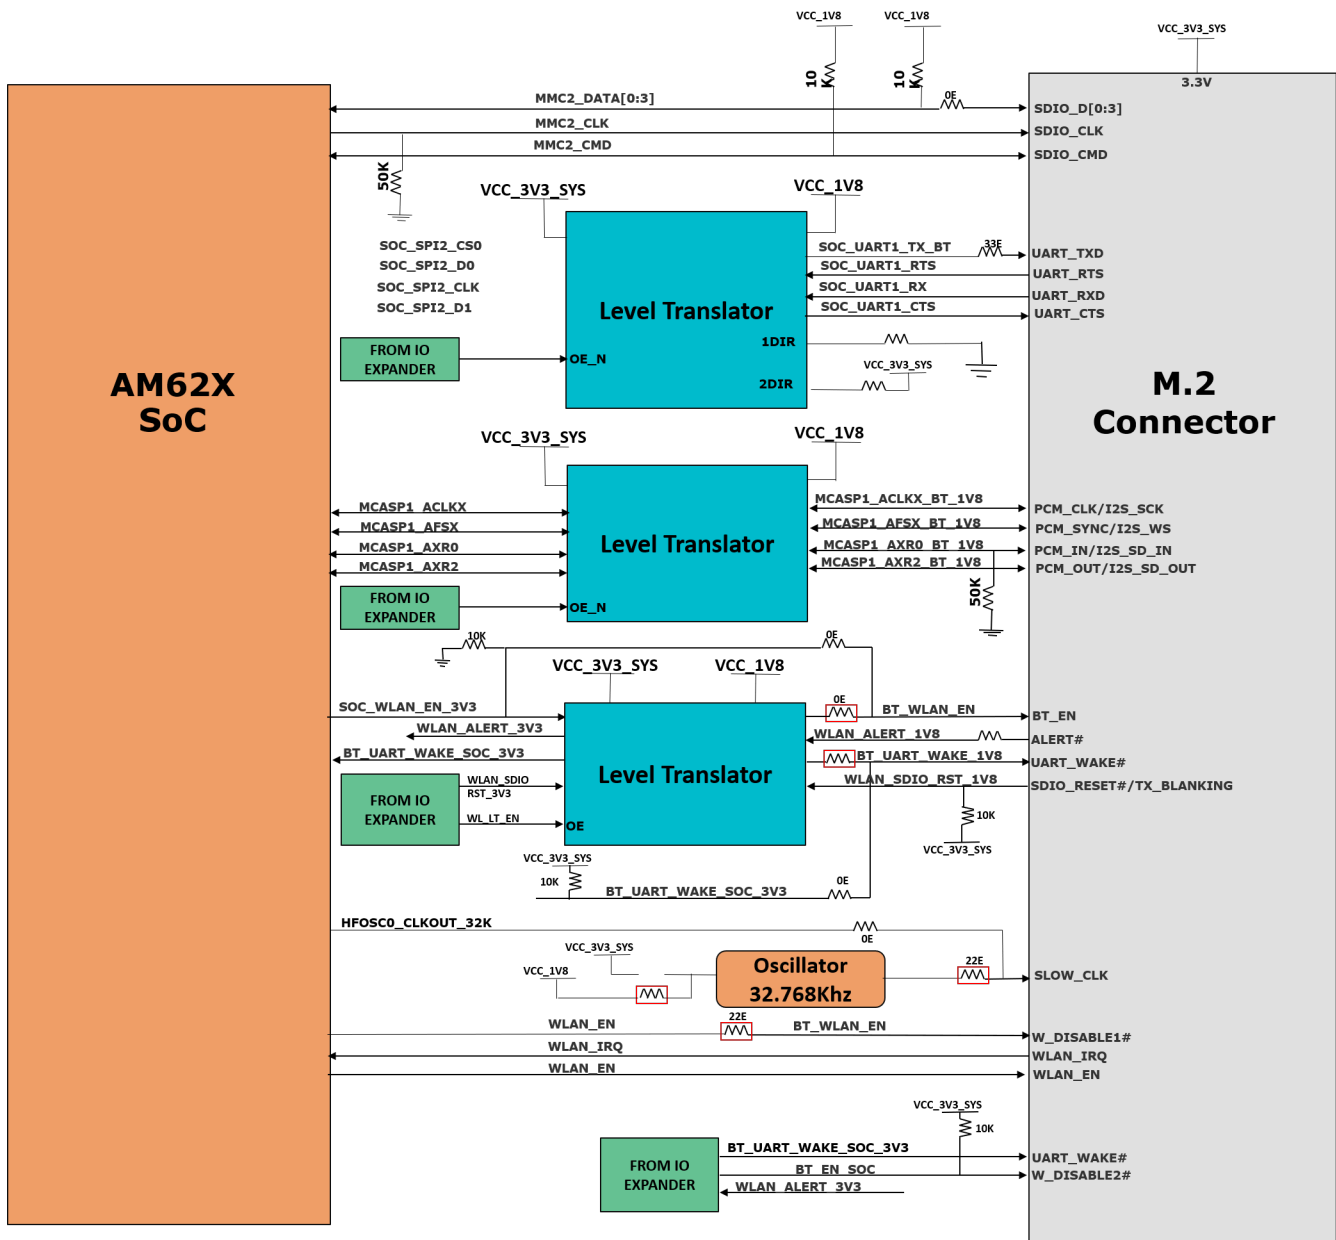 VCC_1V8
VCC_1V8
VCC_3V3_SYS
10
K
10
K
3.3V
MMC2_DATA[0:3]
0E
SDIO_D[0:3]
MMC2_CLK
SDIO_CLK
MMC2_CMD
SDIO_CMD
50K
VCC_3V3_SYS
VCC_1V8
SOC_SPI2_CS0
SOC_SPI2_D0
SOC_SPI2_CLK
SOC_SPI2_D1
SOC_UART1_TX_BT
33E
UART_TXD
SOC_UART1_RTS
UART_RTS
SOC_UART1_RX
UART_RXD
SOC_UART1_CTS
UART_CTS
Level Translator
1DIR
FROM IO
EXPANDER
OE_N
VCC_3V3_SYS
2DIR
AM62X
SoC
M.2
Connector
VCC_3V3_SYS
VCC_1V8
MCASP1_ACLKX
MCASP1_ACLKX_BT_1V8
PCM_CLK/I2S_SCK
MCASP1_AFSX
MCASP1_AFSX_BT_1V8
PCM_SYNC/I2S_WS
MCASP1_AXR0
MCASP1_AXR0_BT_1V8
PCM_IN/I2S_SD_IN
MCASP1_AXR2
MCASP1_AXR2_BT_1V8
PCM_OUT/I2S_SD_OUT
Level Translator
50K
FROM IO
EXPANDER
OE_N
10K
0E
VCC_3V3_SYS
VCC_1V8
SOC_WLAN_EN_3V3
0E
BT_WLAN_EN
BT_EN
WLAN_ALERT_3V3
WLAN_ALERT_1V8
ALERT#
BT_UART_WAKE_SOC_3V3
BT_UART_WAKE_1V8
UART_WAKE#
Level Translator
WLAN_SDIO
RST_3V3
WLAN_SDIO_RST_1V8
SDIO_RESET#/TX_BLANKING
FROM IO
EXPANDER
WL_LT_EN
OE
10K
VCC_3V3_SYS
VCC_3V3_SYS
10K
BT_UART_WAKE_SOC_3V3
0E
HFOSC0_CLKOUT_32K
0E
VCC_3V3_SYS
VCC_1V8
Oscillator
32.768Khz
22E
SLOW_CLK
WLAN_EN
22E
BT_WLAN_EN
W_DISABLE1#
WLAN_IRQ
WLAN_IRQ
WLAN_EN
WLAN_EN
VCC_3V3_SYS
10K
FROM IO
EXPANDER
BT_UART_WAKE_SOC_3V3
UART_WAKE#
BT_EN_SOC
W_DISABLE2#
WLAN_ALERT_3V3